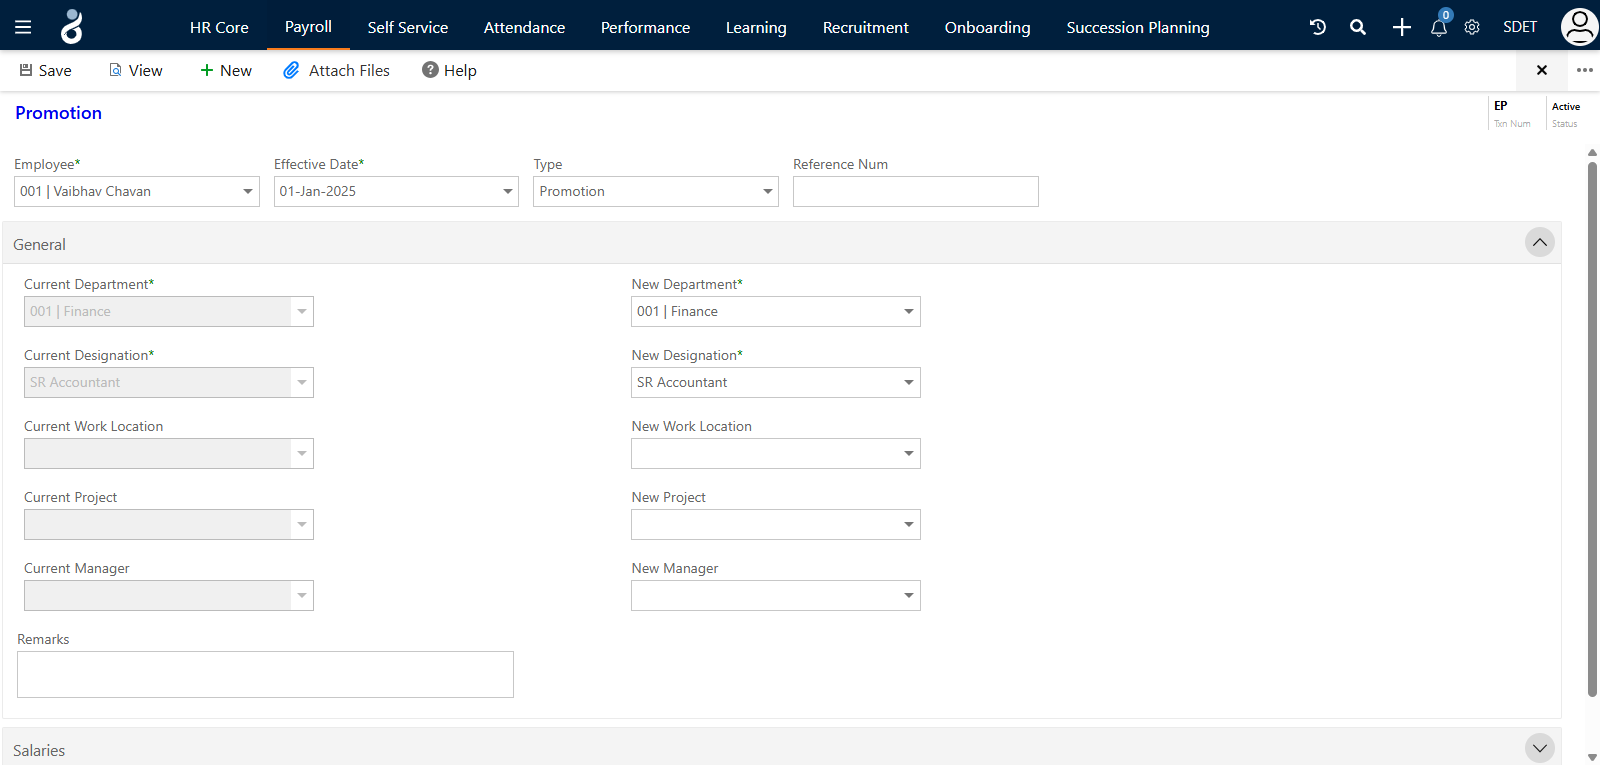 HR Core Payroll Self Service Attendance Performance Learning Recruitment Onboarding Succession Planning 0 SDET
Save View New Attach Files Help
Promotion
EP Active
Txn Num Status
Employee* Effective Date* Type Reference Num
001 | Vaibhav Chavan 01-Jan-2025 Promotion
General
Current Department* New Department*
001 | Finance 001 | Finance
Current Designation* New Designation*
SR Accountant SR Accountant
Current Work Location New Work Location
Current Project New Project
Current Manager New Manager
Remarks
Salaries